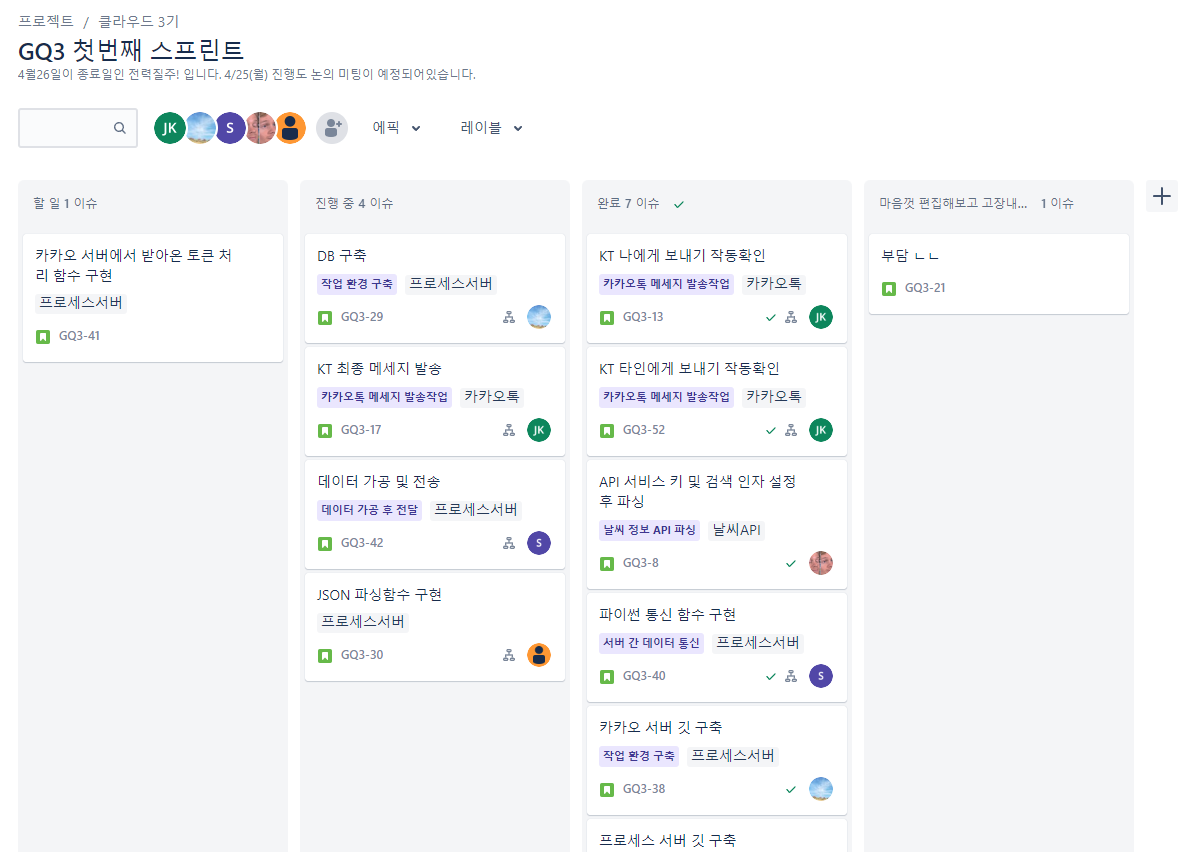 프로젝트 / 클라우드 3기
GQ3 첫번째 스프린트
4월26일이 종료일인 전력질주! 입니다. 4/25(월) 진행도 논의 미팅이 예정되어있습니다.
JK
S
에픽
레이블
할 일 1 이슈
카카오 서버에서 받아온 토큰 처
리 함수 구현
프로세스서버
GQ3-41
진행 중 4 이슈
DB 구축
작업 환경 구축 프로세스서버
GQ3-29
KT 최종 메세지 발송
카카오톡 메세지 발송작업 카카오톡
GQ3-17 JK
데이터 가공 및 전송
데이터 가공 후 전달 프로세스서버
GQ3-42 S
JSON 파싱함수 구현
프로세스서버
GQ3-30
완료 7 이슈
KT 나에게 보내기 작동확인
카카오톡 메세지 발송작업 카카오톡
GQ3-13 JK
KT 타인에게 보내기 작동확인
카카오톡 메세지 발송작업 카카오톡
GQ3-52 JK
API 서비스 키 및 검색 인자 설정
후 파싱
날씨 정보 API 파싱 날씨API
GQ3-8
파이썬 통신 함수 구현
서버 간 데이터 통신 프로세스서버
GQ3-40 S
카카오 서버 깃 구축
작업 환경 구축 프로세스서버
GQ3-38
프로세스 서버 깃 구축
마음껏 편집해보고 고장내... 1 이슈
부담 ㄴㄴ
GQ3-21